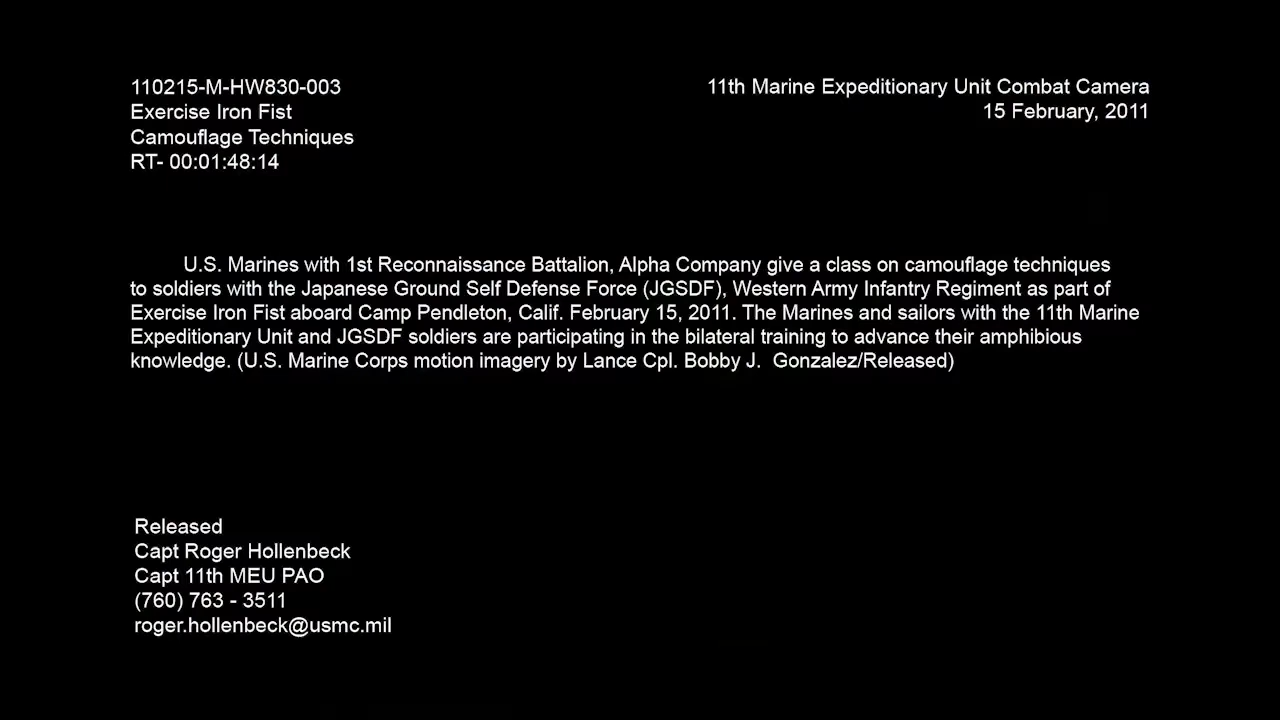 110215-M-HW830-003
Exercise Iron Fist
Camouflage Techniques
RT- 00:01:48:14
11th Marine Expeditionary Unit Combat Camera
15 February, 2011
U.S. Marines with 1st Reconnaissance Battalion, Alpha Company give a class on camouflage techniques
to soldiers with the Japanese Ground Self Defense Force (JGSDF), Western Army Infantry Regiment as part of
Exercise Iron Fist aboard Camp Pendleton, Calif. February 15, 2011. The Marines and sailors with the 11th Marine
Expeditionary Unit and JGSDF soldiers are participating in the bilateral training to advance their amphibious
knowledge. (U.S. Marine Corps motion imagery by Lance Cpl. Bobby J.  Gonzalez/Released)
Released
Capt Roger Hollenbeck
Capt 11th MEU PAO
(760) 763 - 3511
roger.hollenbeck@usmc.mil